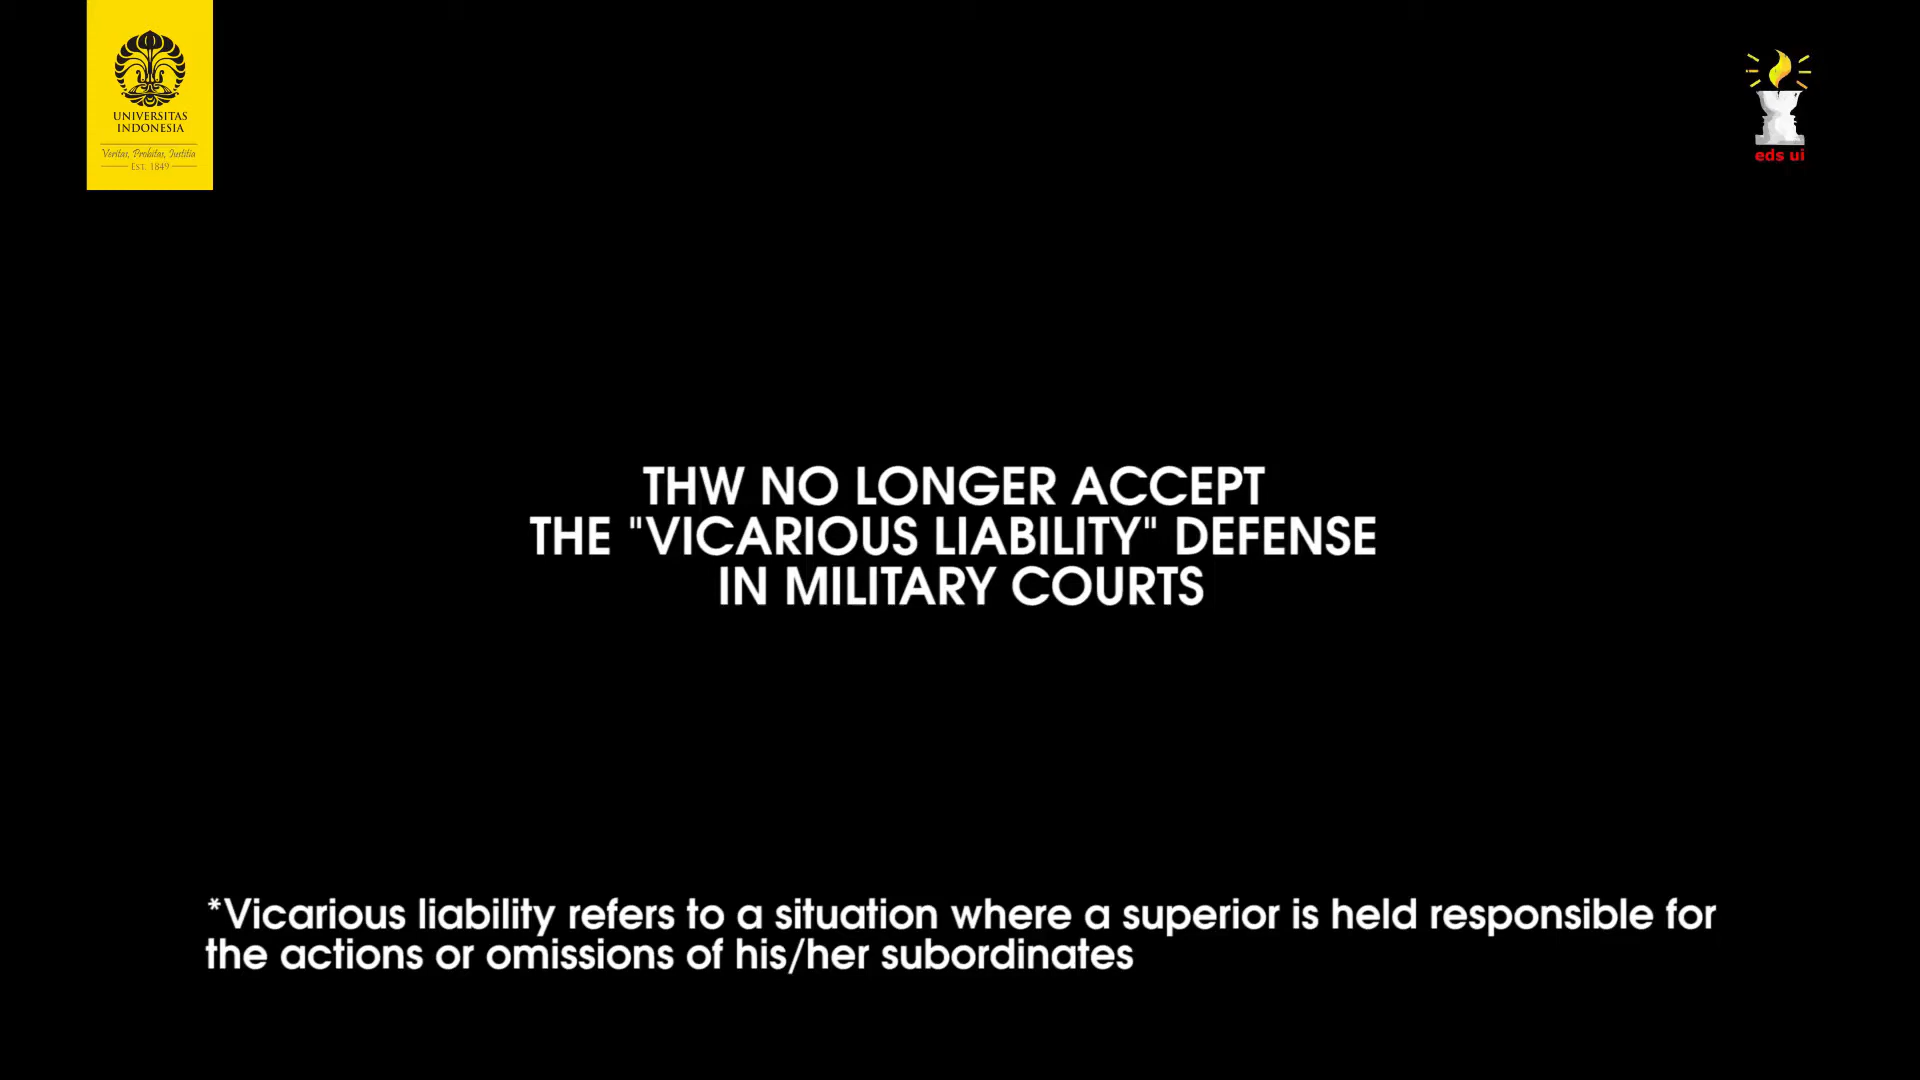 UNIVERSITAS
INDONESIA
Veritas, Probitas, Justitia
EST. 1849
eds ui
THW NO LONGER ACCEPT
THE "VICARIOUS LIABILITY" DEFENSE
IN MILITARY COURTS
*Vicarious liability refers to a situation where a superior is held responsible for
the actions or omissions of his/her subordinates